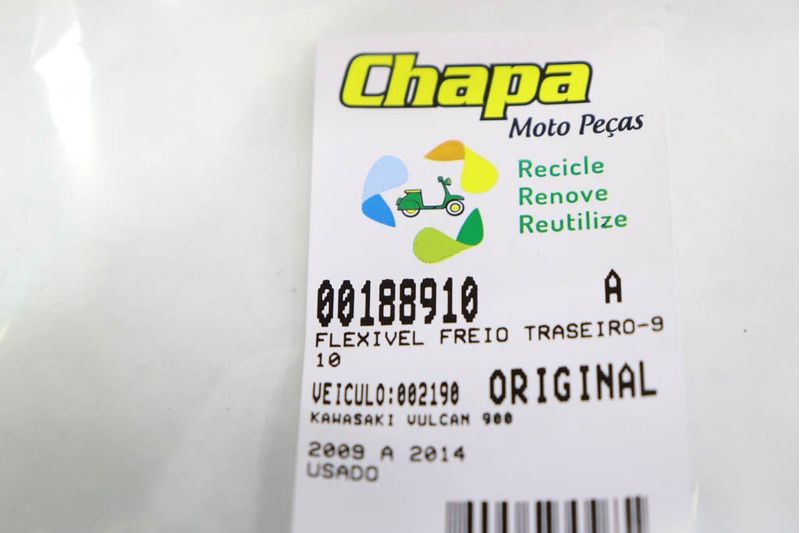 Chapa
Moto Peças
Recicle
Renove
Reutilize
00188910 A
FLEXIVEL FREIO TRASEIRO-9
10
VEICULO:002190 ORIGINAL
KAWASAKI VULCAN 900
2009 A 2014
USADO